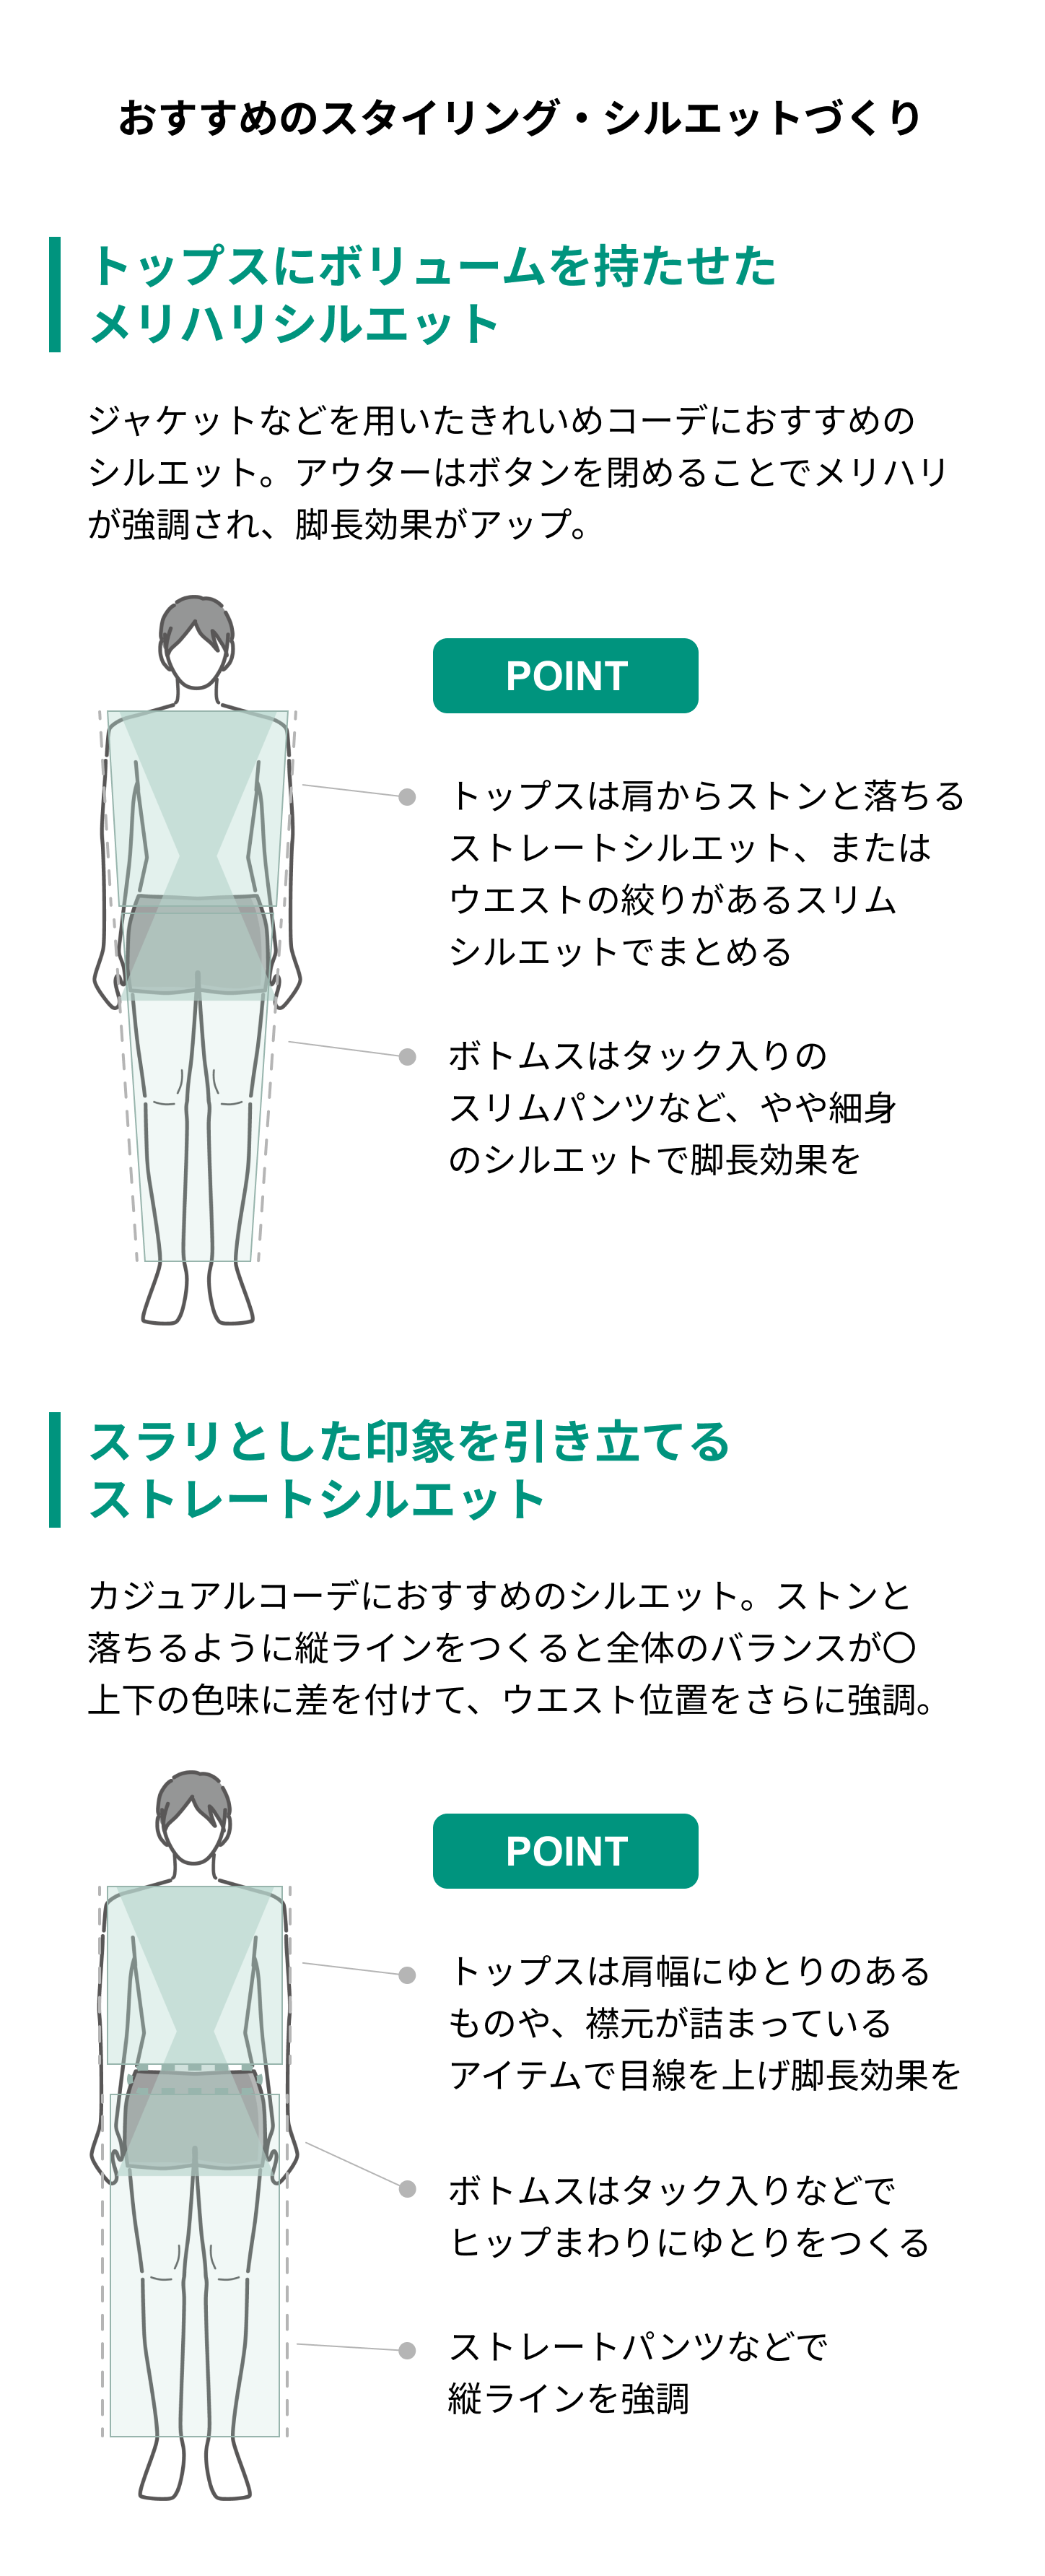 おすすめのスタイリング・シルエットづくり
トップスにボリュームを持たせた
メリハリシルエット
ジャケットなどを用いたきれいめコーデにおすすめの
シルエット。アウターはボタンを閉めることでメリハリ
が強調され、脚長効果がアップ。
POINT
トップスは肩からストンと落ちる
ストレートシルエット、または
ウエストの絞りがあるスリム
シルエットでまとめる
ボトムスはタック入りの
スリムパンツなど、やや細身
のシルエットで脚長効果を
スラリとした印象を引き立てる
ストレートシルエット
カジュアルコーデにおすすめのシルエット。ストンと
落ちるように縦ラインをつくると全体のバランスが〇
上下の色味に差を付けて、ウエスト位置をさらに強調。
POINT
トップスは肩幅にゆとりのある
ものや、襟元が詰まっている
アイテムで目線を上げ脚長効果を
ボトムスはタック入りなどで
ヒップまわりにゆとりをつくる
ストレートパンツなどで
縦ラインを強調